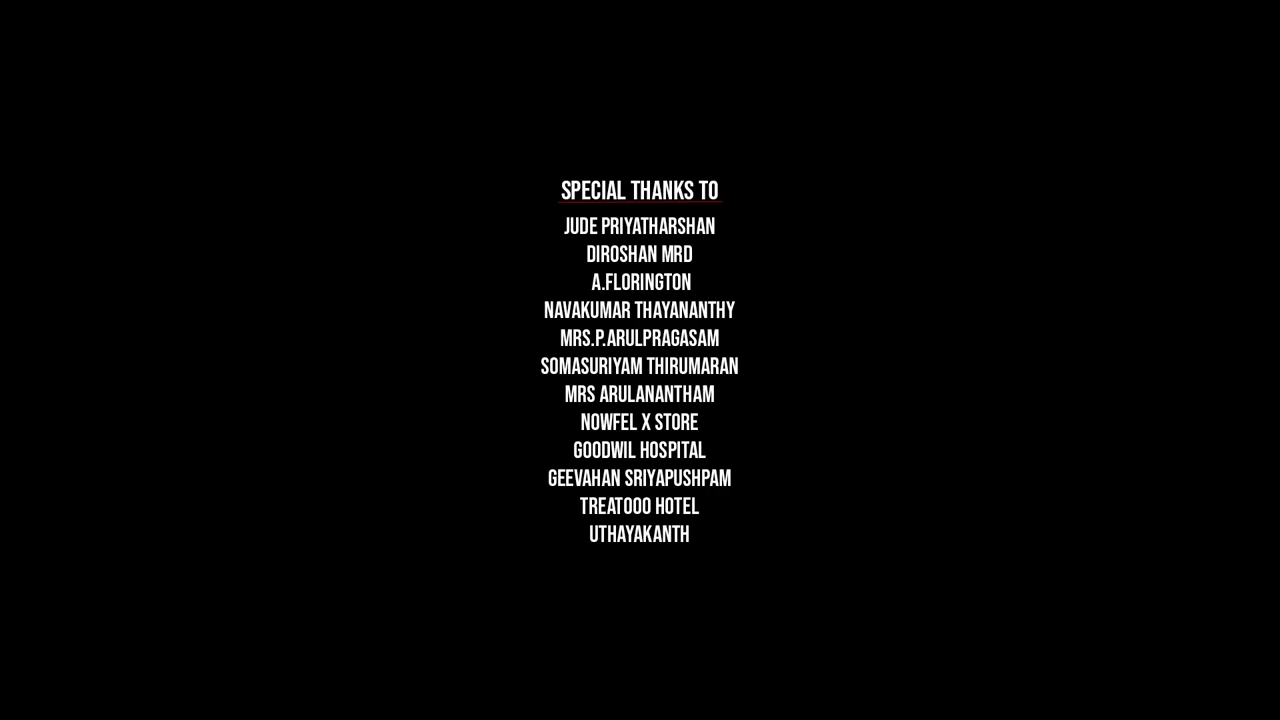 SPECIAL THANKS TO
JUDE PRIYATHARSHAN
DIROSHAN MRD
A.FLORINGTON
NAVAKUMAR THAYANANTHY
MRS.P.ARULPRAGASAM
SOMASURIYAM THIRUMARAN
MRS ARULANANTHAM
NOWFEL X STORE
GOODWIL HOSPITAL
GEEVAHAN SRIYAPUSHPAM
TREATOOO HOTEL
UTHAYAKANTH